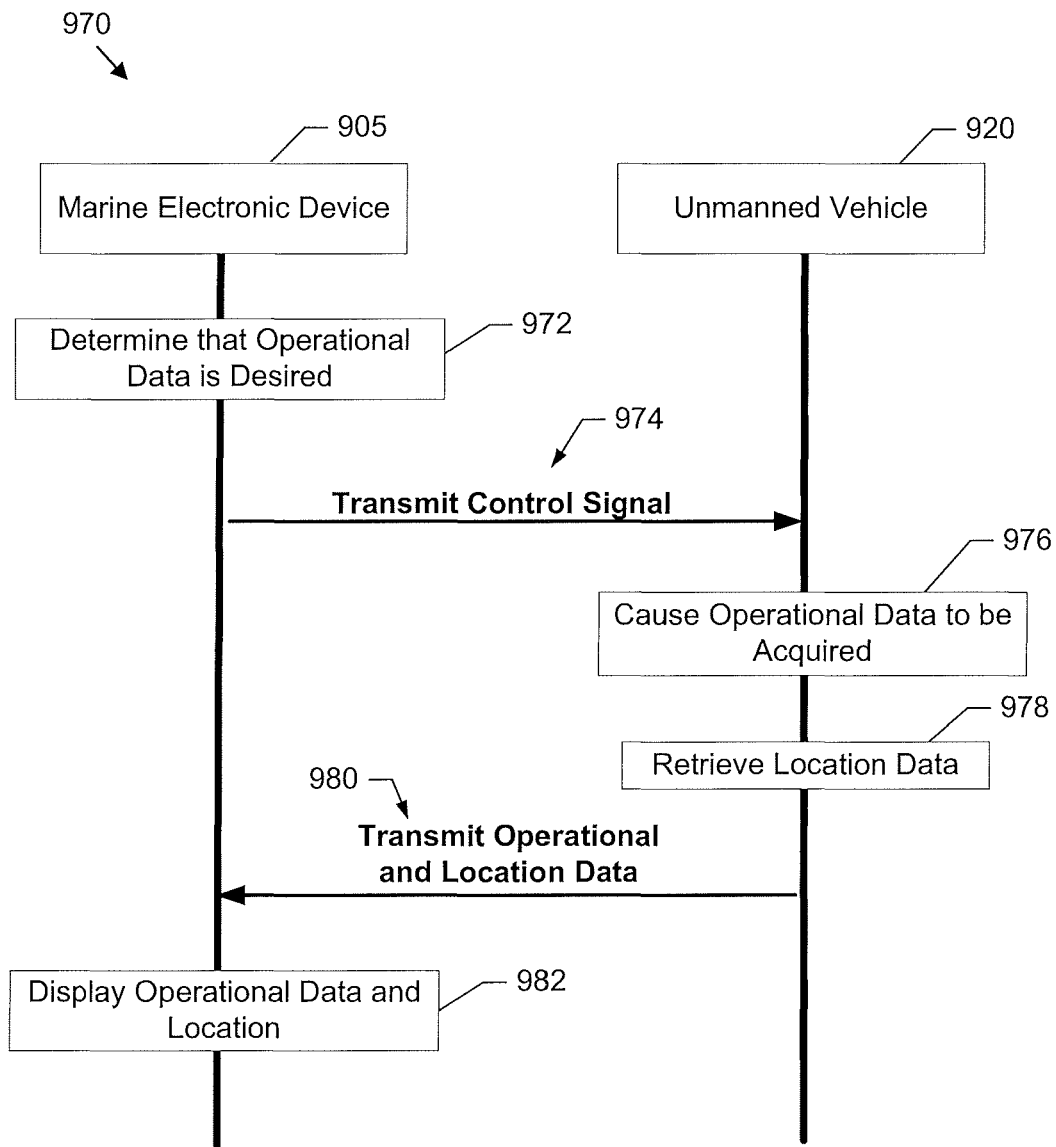 970
905
920
Marine Electronic Device
Unmanned Vehicle
972
Determine that Operational
Data is Desired
974
Transmit Control Signal
976
Cause Operational Data to be
Acquired
978
Retrieve Location Data
980
Transmit Operational
and Location Data
982
Display Operational Data and
Location